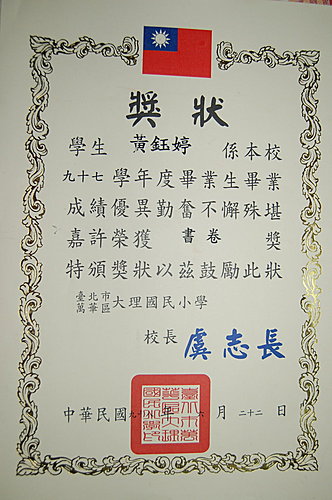 獎狀
學生 黃鈺婷 係本校
九十七 學年度畢業生畢業
成績優異勤奮不懈殊堪
嘉許榮獲 書卷 獎
特頒獎狀以茲鼓勵此狀
臺北市萬華區大理國民小學
校長 虞志長
中華民國九十 年 六 月 二十二 日